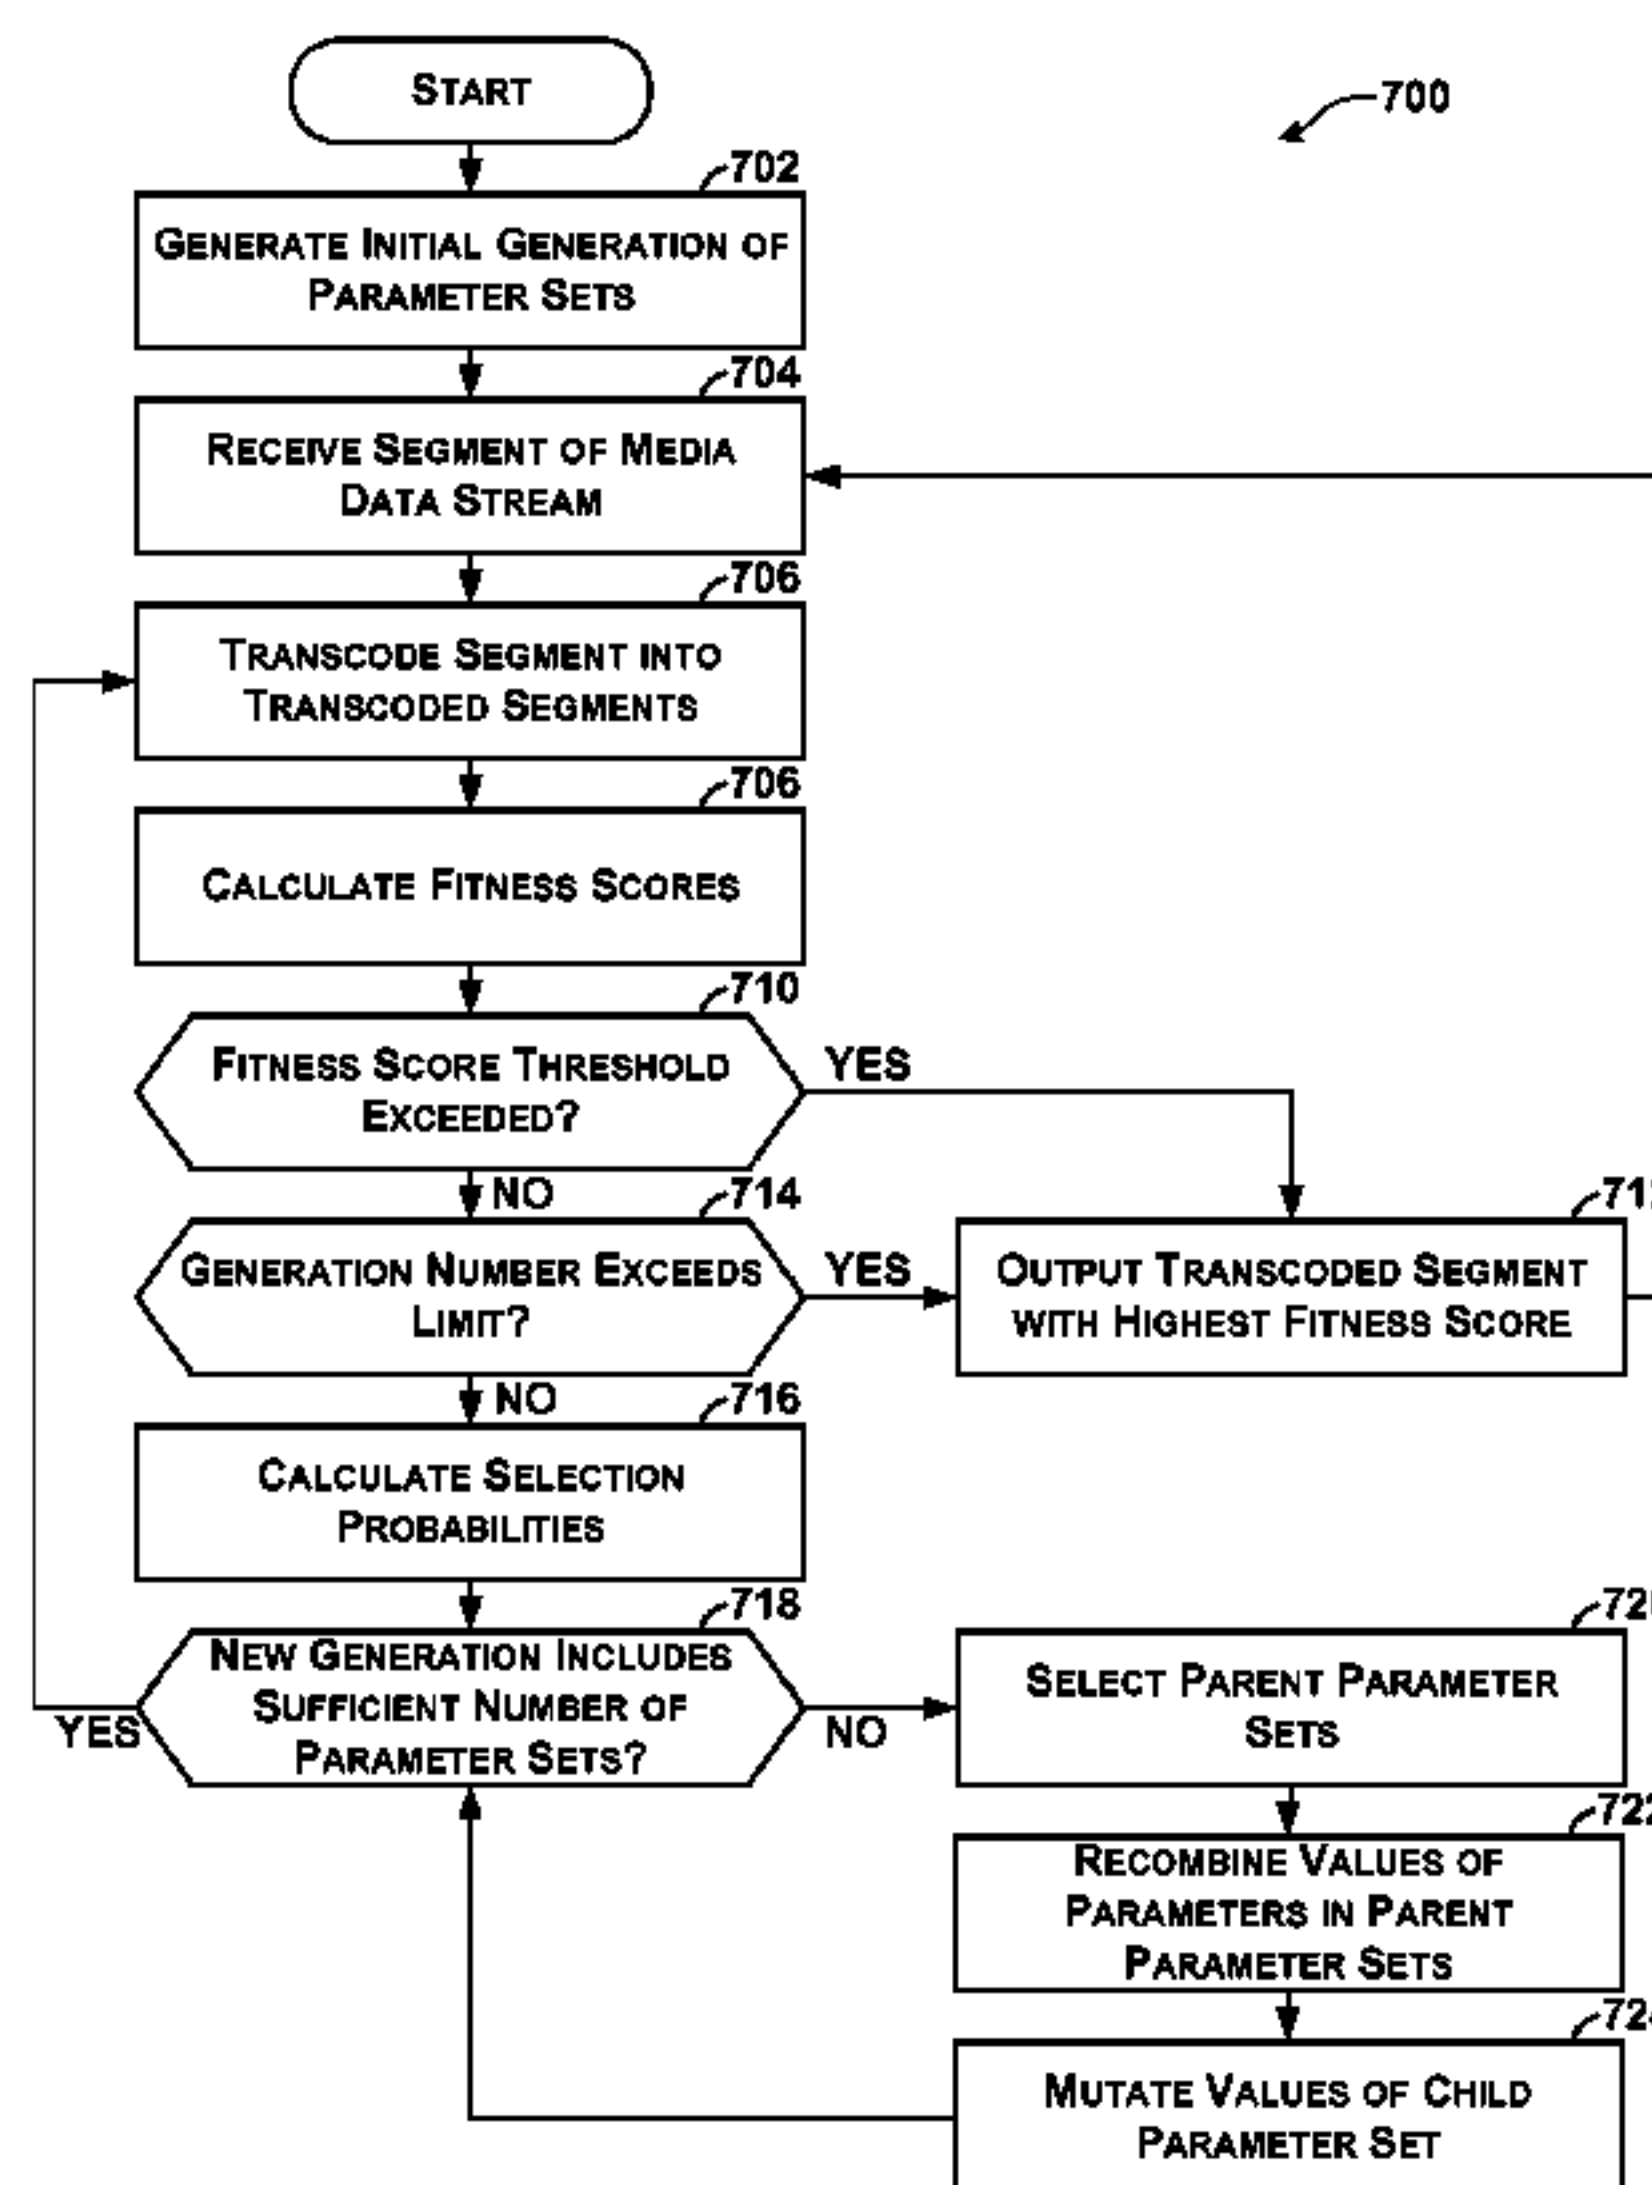 START
700
702
GENERATE INITIAL GENERATION OF
PARAMETER SETS
704
RECEIVE SEGMENT OF MEDIA
DATA STREAM
706
TRANSCODE SEGMENT INTO
TRANSCODED SEGMENTS
706
CALCULATE FITNESS SCORES
710
FITNESS SCORE THRESHOLD
EXCEEDED?
YES
NO
714
GENERATION NUMBER EXCEEDS
LIMIT?
YES
OUTPUT TRANSCODED SEGMENT
WITH HIGHEST FITNESS SCORE
NO
716
CALCULATE SELECTION
PROBABILITIES
718
NEW GENERATION INCLUDES
SUFFICIENT NUMBER OF
PARAMETER SETS?
YES
NO
SELECT PARENT PARAMETER
SETS
722
RECOMBINE VALUES OF
PARAMETERS IN PARENT
PARAMETER SETS
MUTATE VALUES OF CHILD
PARAMETER SET